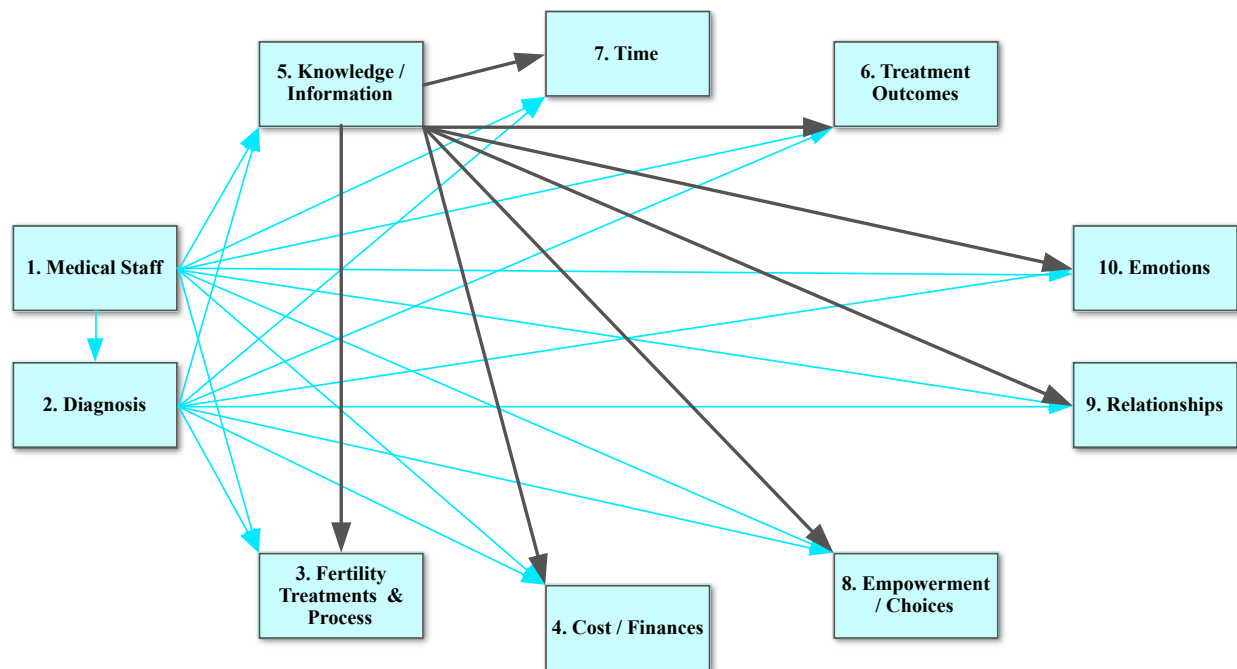 7. Time
5. Knowledge /
Information
6. Treatment
Outcomes
1. Medical Staff
10. Emotions
2. Diagnosis
9. Relationships
3. Fertility
Treatments &
Process
4. Cost / Finances
8. Empowerment
/ Choices